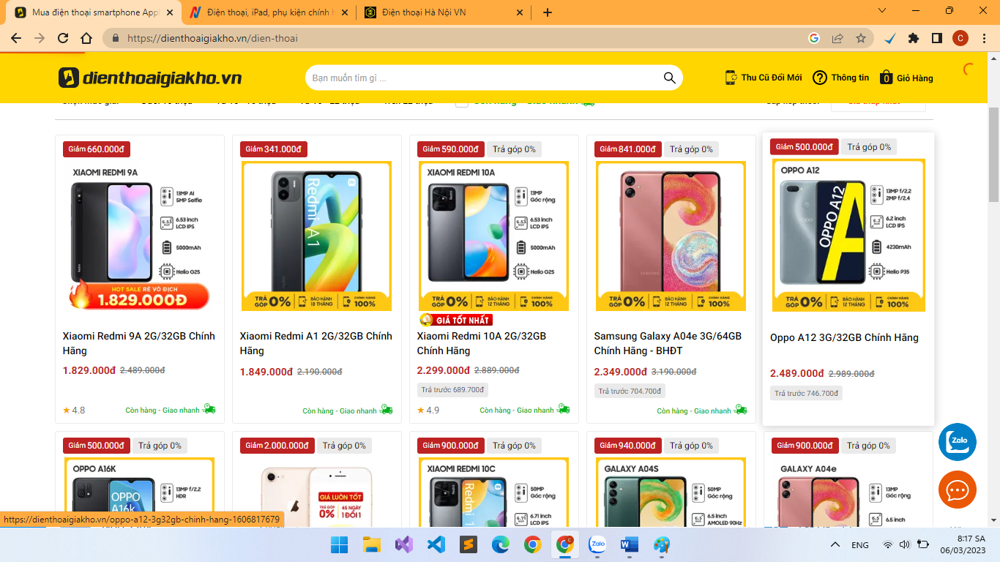 Mua điện thoại smartphone App
Điện thoại, iPad, phụ kiện chính h
Điện thoại Hà Nội VN
https://dienthoaigiakho.vn/dien-thoai
dienthoaigiakho.vn
Bạn muốn tìm gì ...
Thu Cũ Đổi Mới
Thông tin
0
Giỏ Hàng
Giảm 660.000đ
XIAOMI REDMI 9A
13MP AI
5MP Selfie
6.53 inch
LCD IPS
5000mAh
Helio G25
HOT SALE RẺ VÔ ĐỊCH
1.829.000Đ
Xiaomi Redmi 9A 2G/32GB Chính
Hãng
1.829.000đ 2.489.000đ
4.8
Còn hàng - Giao nhanh
Giảm 341.000đ
Redmi A1
TRẢ GÓP 0% BẢO HÀNH 18 THÁNG CHÍNH HÃNG 100%
Xiaomi Redmi A1 2G/32GB Chính
Hãng
1.849.000đ 2.190.000đ
Còn hàng - Giao nhanh
Giảm 590.000đ
Trả góp 0%
XIAOMI REDMI 10A
13MP
Góc rộng
6.53 inch
LCD IPS
5000mAh
Helio G25
TRẢ GÓP 0% BẢO HÀNH 12 THÁNG CHÍNH HÃNG 100%
GIÁ TỐT NHẤT
Xiaomi Redmi 10A 2G/32GB
Chính Hãng
2.299.000đ 2.889.000đ
Trả trước 689.700đ
4.9
Còn hàng - Giao nhanh
Giảm 841.000đ
Trả góp 0%
SAMSUNG
TRẢ GÓP 0% BẢO HÀNH 12 THÁNG CHÍNH HÃNG 100%
Samsung Galaxy A04e 3G/64GB
Chính Hãng - BHĐT
2.349.000đ 3.190.000đ
Trả trước 704.700đ
Còn hàng - Giao nhanh
Giảm 500.000đ
Trả góp 0%
OPPO A12
OPPO A12
13MP f/2.2
2MP f/2.4
6.2 inch
LCD IPS
4230mAh
Helio P35
TRẢ GÓP 0% BẢO HÀNH 12 THÁNG CHÍNH HÃNG 100%
Oppo A12 3G/32GB Chính Hãng
2.489.000đ 2.989.000đ
Trả trước 746.700đ
Giảm 500.000đ
Trả góp 0%
OPPO A16K
OPPO
A16k
13MP f/2.2
HDR
Giảm 2.000.000đ
Trả góp 0%
GIÁ LUÔN TỐT
TRẢ GÓP 0% 45 NGÀY 1 ĐỔI 1
Giảm 900.000đ
Trả góp 0%
XIAOMI REDMI 10C
50MP
Góc rộng
6.71 inch
LCD IPS
Giảm 940.000đ
Trả góp 0%
GALAXY A04S
50MP
Góc rộng
6.5 inch
AMOLED 90Hz
Giảm 900.000đ
Trả góp 0%
GALAXY A04e
13MP
Góc rộng
6.5 inch
Zalo
https://dienthoaigiakho.vn/oppo-a12-3g32gb-chinh-hang-1606817679
Zalo
ENG
8:17 SA
06/03/2023